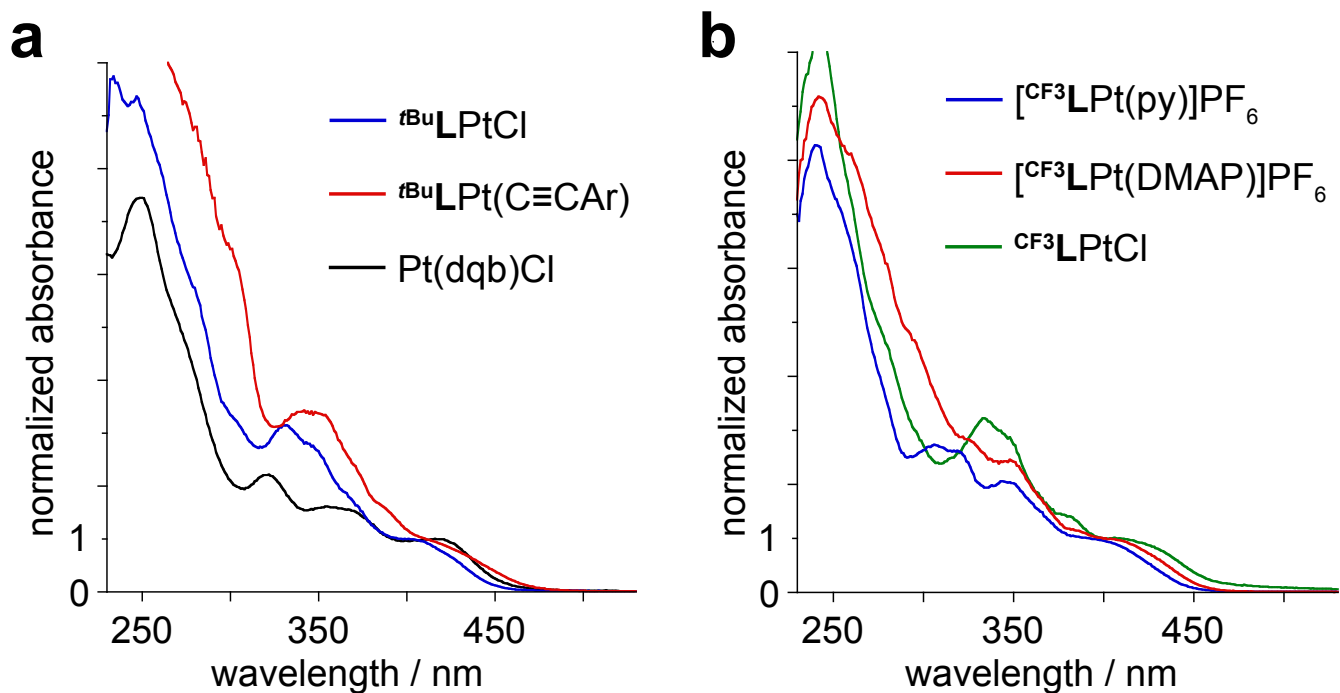 a
normalized absorbance
1
0
250
350
450
wavelength / nm
tBuLPtCl
tBuLPt(C≡CAr)
Pt(dqb)Cl
b
normalized absorbance
1
0
250
350
450
wavelength / nm
[CF3LPt(py)]PF6
[CF3LPt(DMAP)]PF6
CF3LPtCl